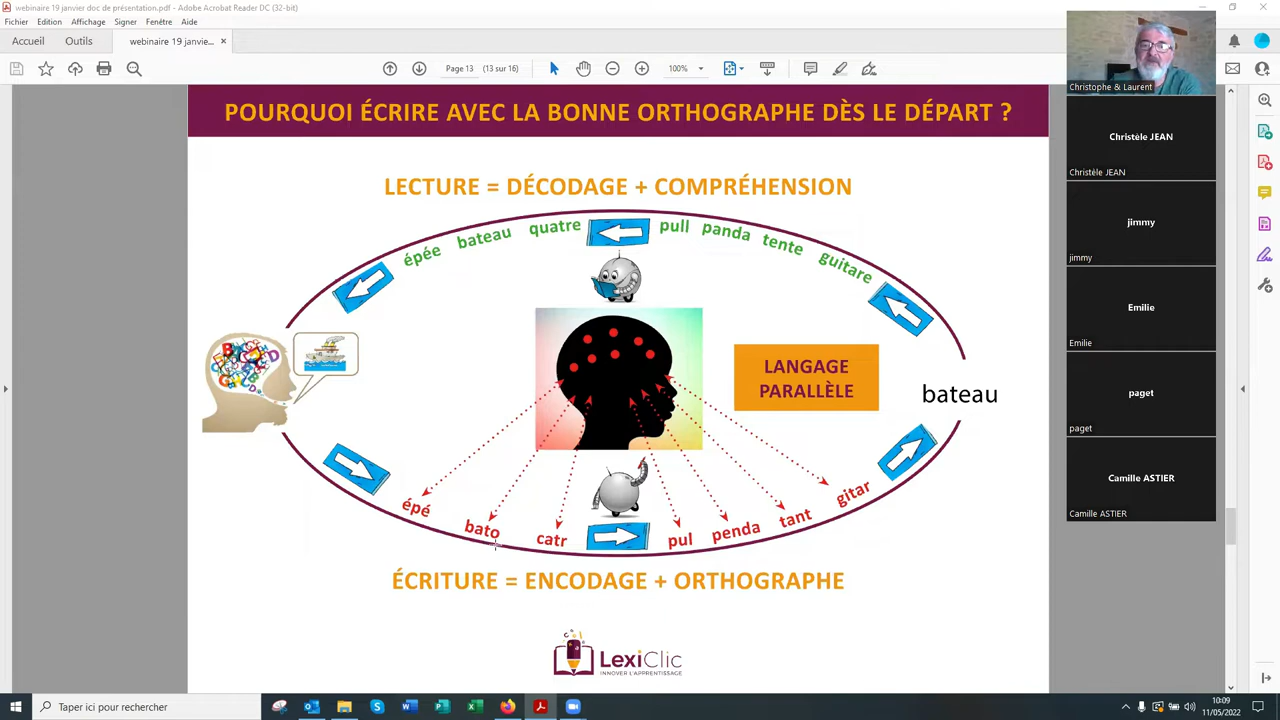 webinaire 19 janvier doc de présentation.pdf - Adobe Acrobat Reader DC (32-bit)
Fichier Edition Affichage Signer Fenêtre Aide
Accueil Outils webinaire 19 janvie... ×
Page 13 (13 sur 16) 100%
POURQUOI ÉCRIRE AVEC LA BONNE ORTHOGRAPHE DÈS LE DÉPART ?
LECTURE = DÉCODAGE + COMPRÉHENSION
épée bateau quatre pull panda tente guitare
LANGAGE
PARALLÈLE
bateau
épé bato catr pul penda tant gitar
ÉCRITURE = ENCODAGE + ORTHOGRAPHE
LexiClic
INNOVER L'APPRENTISSAGE
Christophe & Laurent
Christèle JEAN
Christèle JEAN
jimmy
jimmy
Emilie
Emilie
paget
paget
Camille ASTIER
Camille ASTIER
Taper ici pour rechercher
10:09
11/05/2022